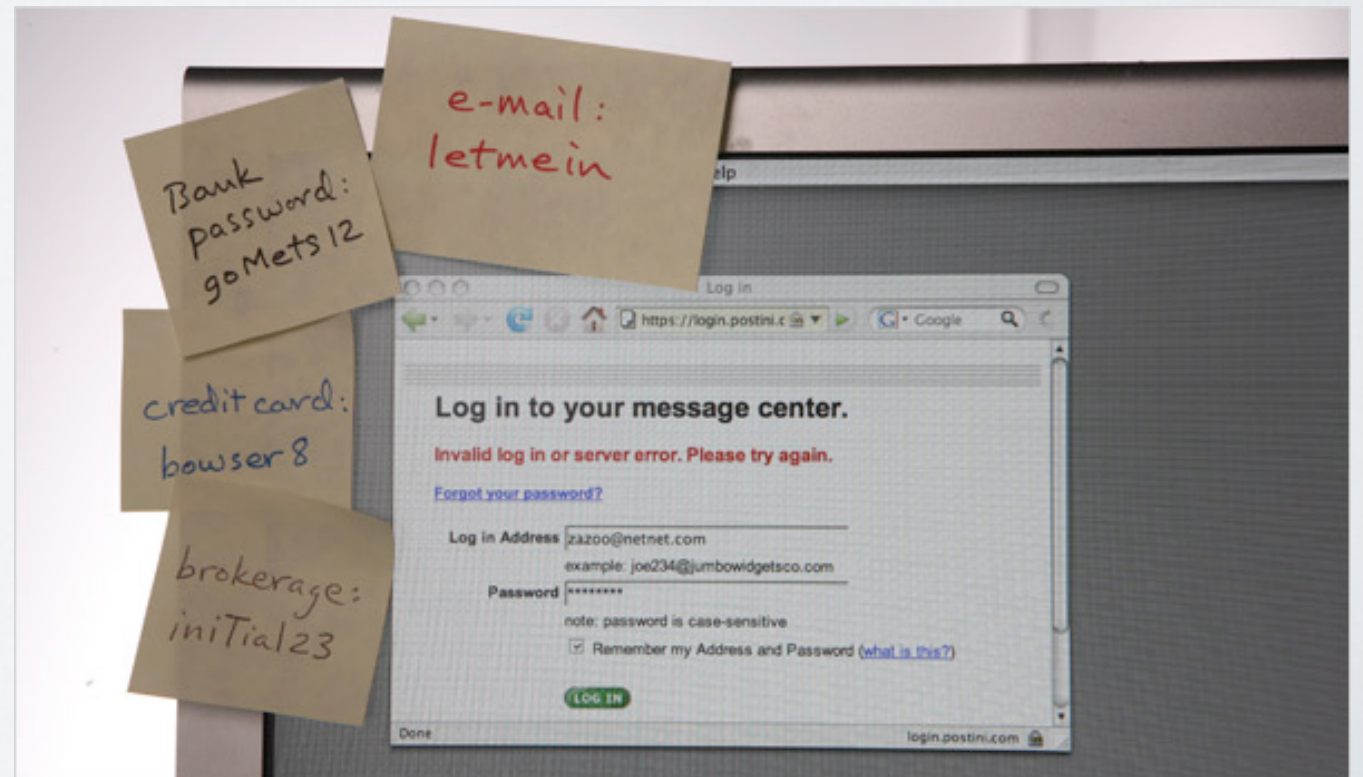 e-mail:
letmein
Bank
password:
goMets12
credit card:
bowser8
brokerage:
iniTial23
elp
Log in
https://login.postini.c
G Google
Log in to your message center.
Invalid log in or server error. Please try again.
Forgot your password?
Log in Address zazoo@netnet.com
example: joe234@jumbowidgetsco.com
Password ********
note: password is case-sensitive
Remember my Address and Password (what is this?)
LOG IN
Done login.postini.com